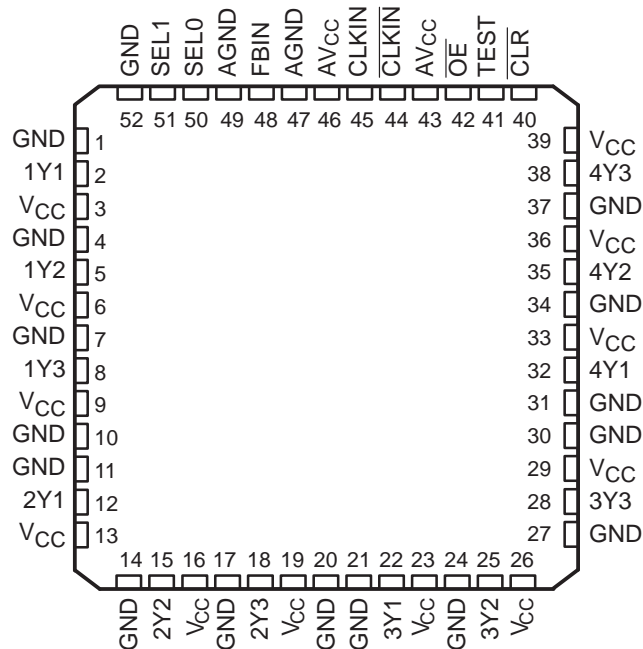 GND SEL1 SEL0 AGND FBIN AGND AVCC CLKIN CLKIN AVCC OE TEST CLR
52 51 50 49 48 47 46 45 44 43 42 41 40
GND 1 39 VCC
1Y1 2 38 4Y3
VCC 3 37 GND
GND 4 36 VCC
1Y2 5 35 4Y2
VCC 6 34 GND
GND 7 33 VCC
1Y3 8 32 4Y1
VCC 9 31 GND
GND 10 30 GND
GND 11 29 VCC
2Y1 12 28 3Y3
VCC 13 27 GND
14 15 16 17 18 19 20 21 22 23 24 25 26
GND 2Y2 VCC GND 2Y3 VCC GND GND 3Y1 VCC GND 3Y2 VCC